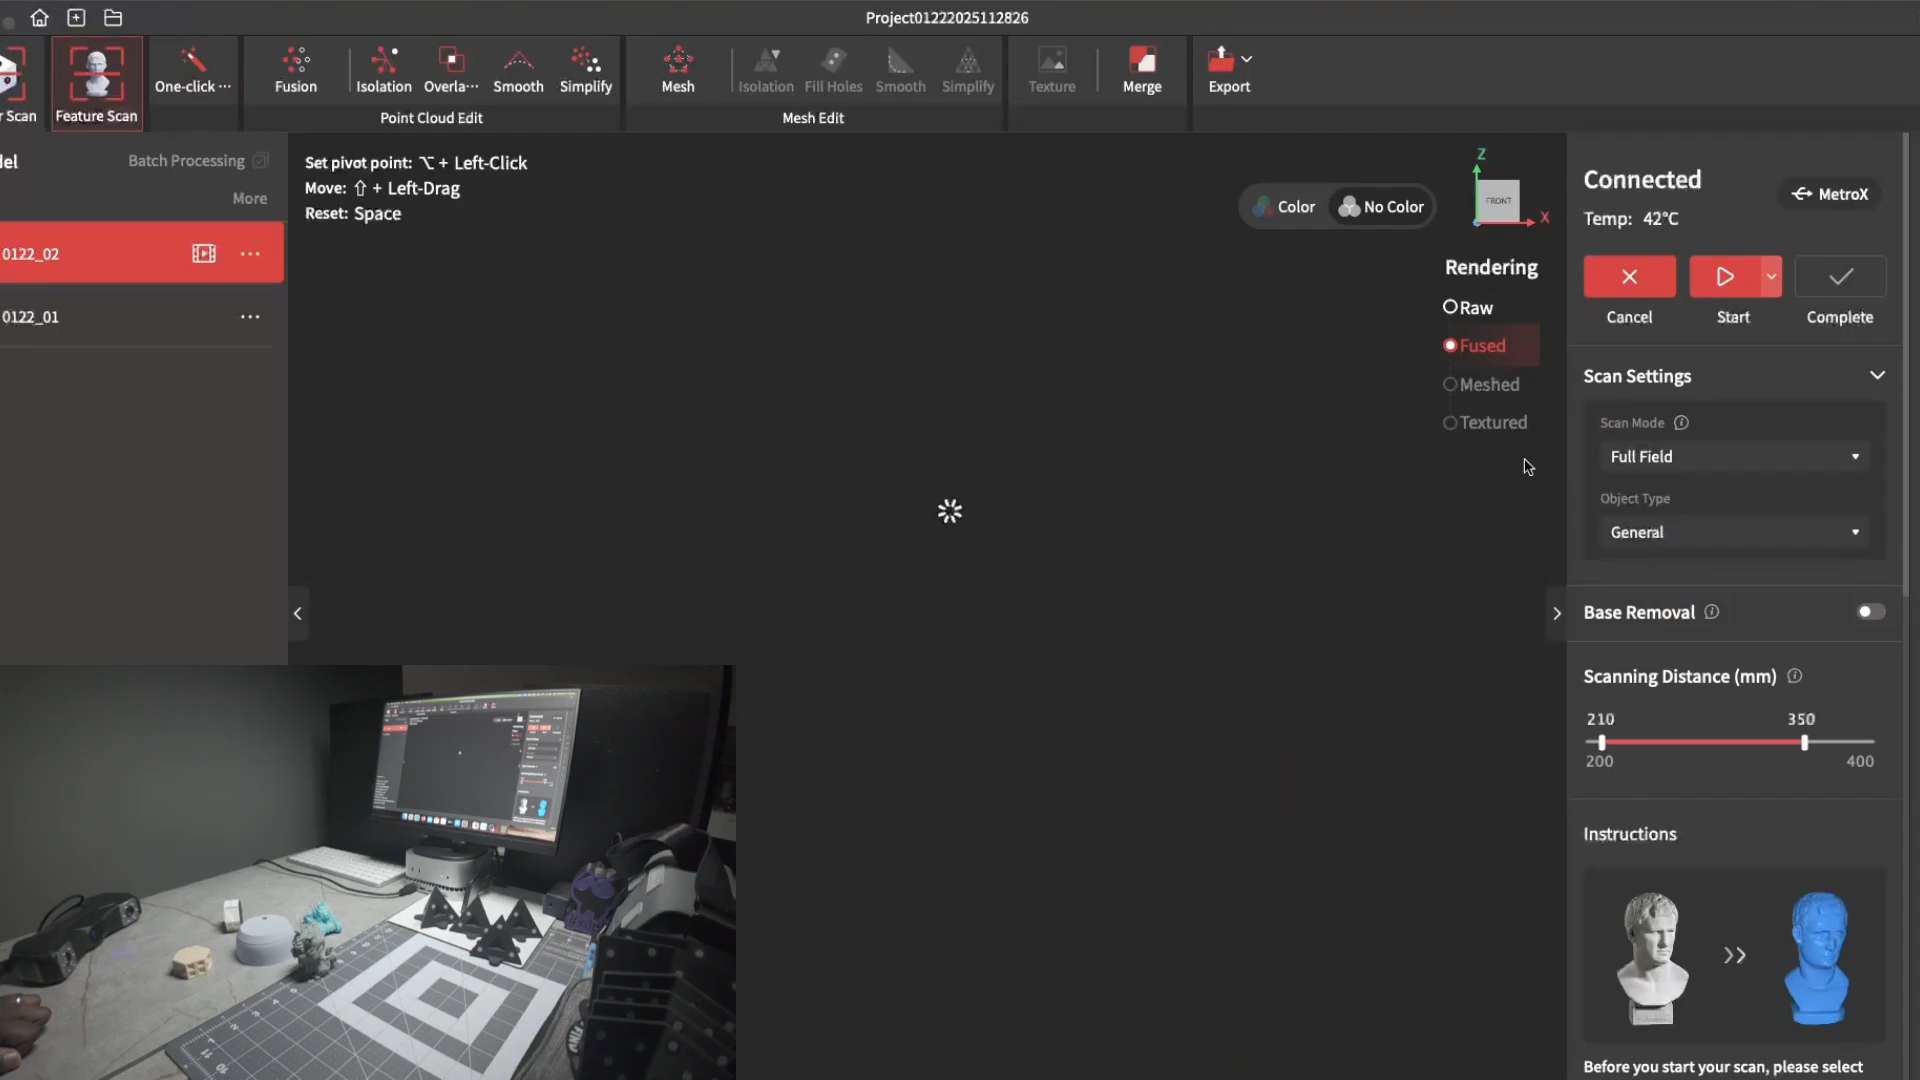 Project01222025112826
r Scan
Feature Scan
One-click ···
Fusion
Isolation
Overla···
Smooth
Simplify
Point Cloud Edit
Mesh
Isolation
Fill Holes
Smooth
Simplify
Mesh Edit
Texture
Merge
Export
del
Batch Processing
More
0122_02
0122_01
Set pivot point: ⌥ + Left-Click
Move: ⇧ + Left-Drag
Reset: Space
Color
No Color
Z
FRONT
X
Rendering
Raw
Fused
Meshed
Textured
Connected
MetroX
Temp: 42°C
Cancel
Start
Complete
Scan Settings
Scan Mode
Full Field
Object Type
General
Base Removal
Scanning Distance (mm)
210
350
200
400
Instructions
Before you start your scan, please select